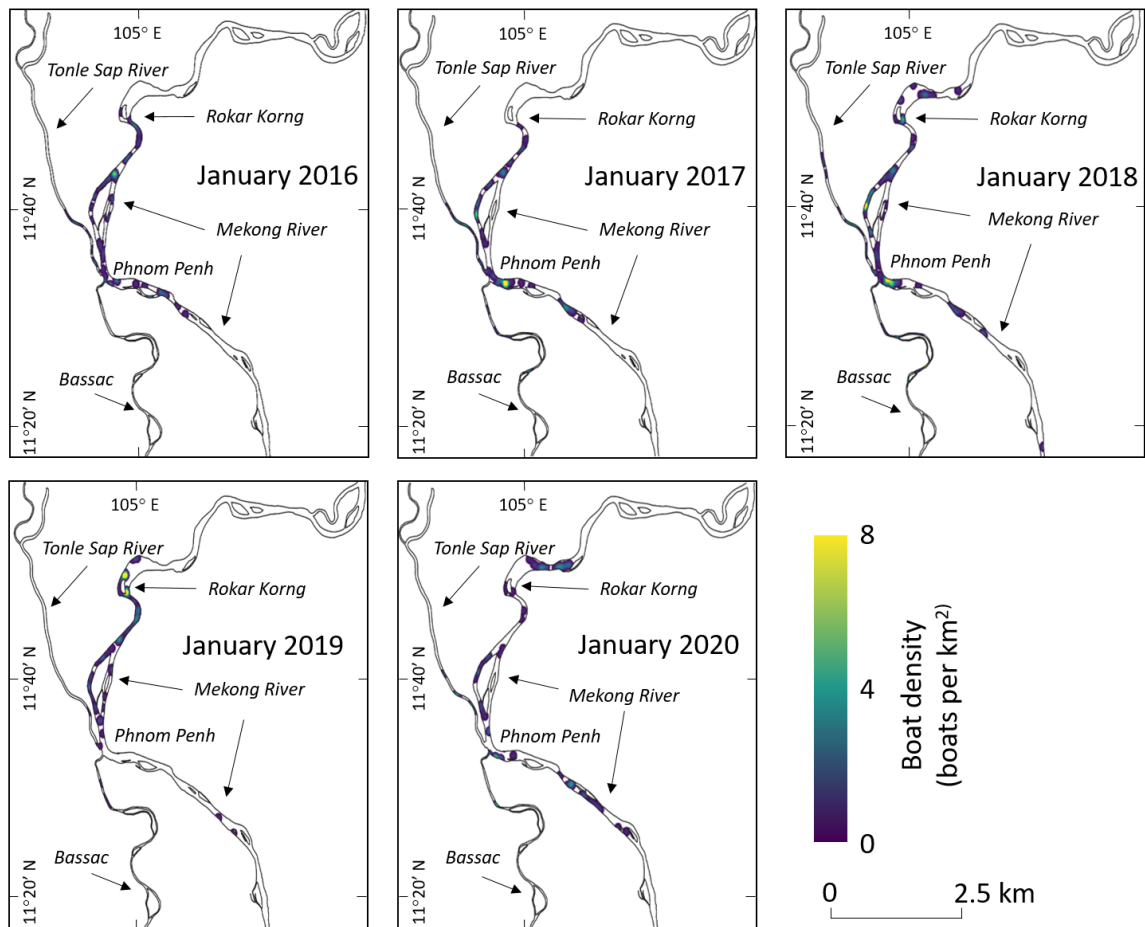 105° E
Tonle Sap River
Rokar Korng
January 2016
11°40′ N
Mekong River
Phnom Penh
Bassac
11°20′ N
105° E
Tonle Sap River
Rokar Korng
January 2017
11°40′ N
Mekong River
Phnom Penh
Bassac
11°20′ N
105° E
Tonle Sap River
Rokar Korng
January 2018
11°40′ N
Mekong River
Phnom Penh
Bassac
11°20′ N
105° E
Tonle Sap River
Rokar Korng
January 2019
11°40′ N
Mekong River
Phnom Penh
Bassac
11°20′ N
105° E
Tonle Sap River
Rokar Korng
January 2020
11°40′ N
Mekong River
Phnom Penh
Bassac
11°20′ N
8
4
0
Boat density
(boats per km²)
0 2.5 km